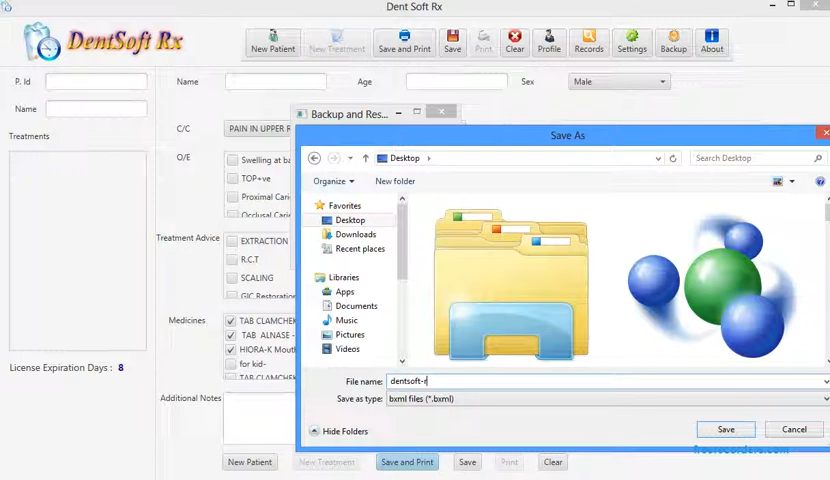 Dent Soft Rx
DentSoft Rx
New Patient New Treatment Save and Print Save Print Clear Profile Records Settings Backup About
P. Id Name Age Sex Male
Name
Treatments
C/C PAIN IN UPPER
O/E Swelling at ba
TOP+ve
Proximal Carie
Occlusal Carie
Treatment Advice EXTRACTION
R.C.T
SCALING
GIC Restoration
Medicines TAB CLAMCHEK
TAB ALNASE -
HIORA-K Mouth
for kid-
TAB CLAMCHEK
License Expiration Days : 8
Additional Notes
New Patient New Treatment Save and Print Save Print Clear
Backup and Res...
Save As
Desktop
Search Desktop
Organize New folder
Favorites
Desktop
Downloads
Recent places
Libraries
Apps
Documents
Music
Pictures
Videos
File name: dentsoft-r
Save as type: bxml files (*.bxml)
Hide Folders Save Cancel
freerecorders.com